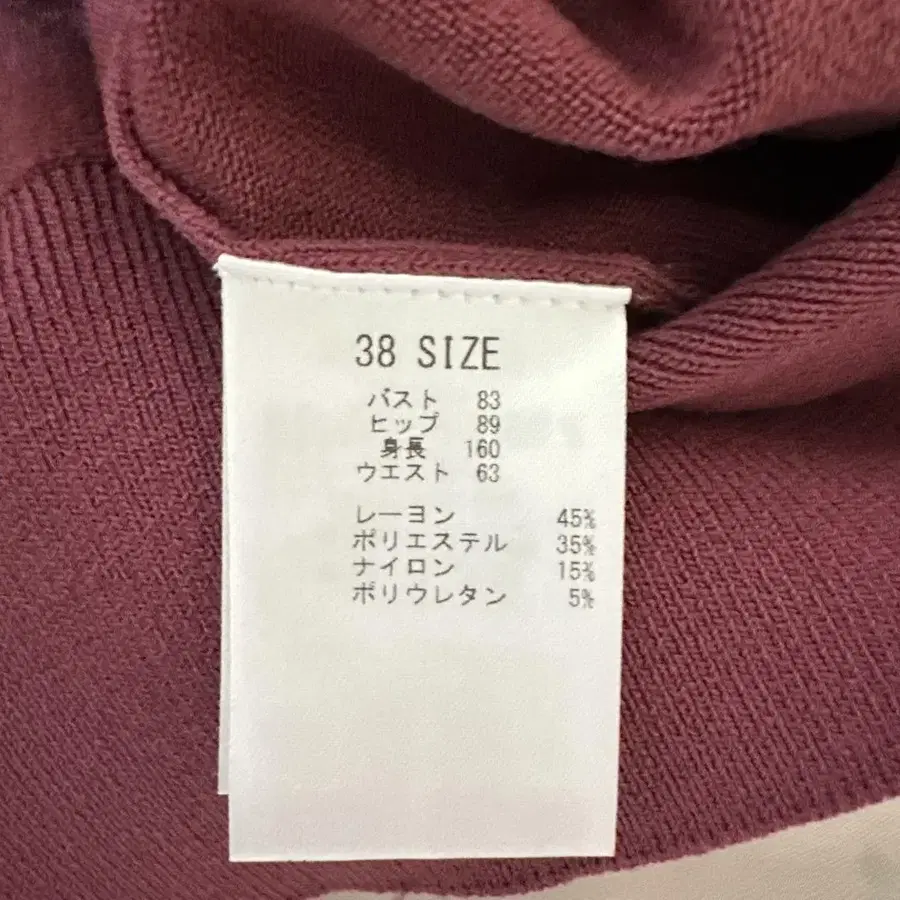 38 SIZE
バスト 83
ヒップ 89
身長 160
ウエスト 63
レーヨン 45%
ポリエステル 35%
ナイロン 15%
ポリウレタン 5%